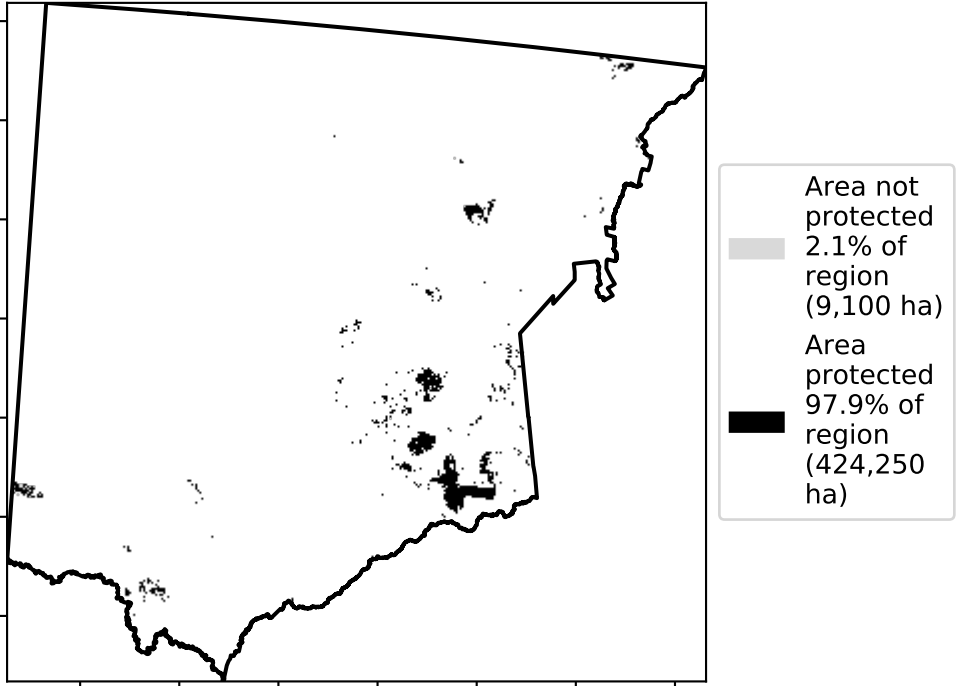 Area not
protected
2.1% of
region
(9,100 ha)
Area
protected
97.9% of
region
(424,250
ha)